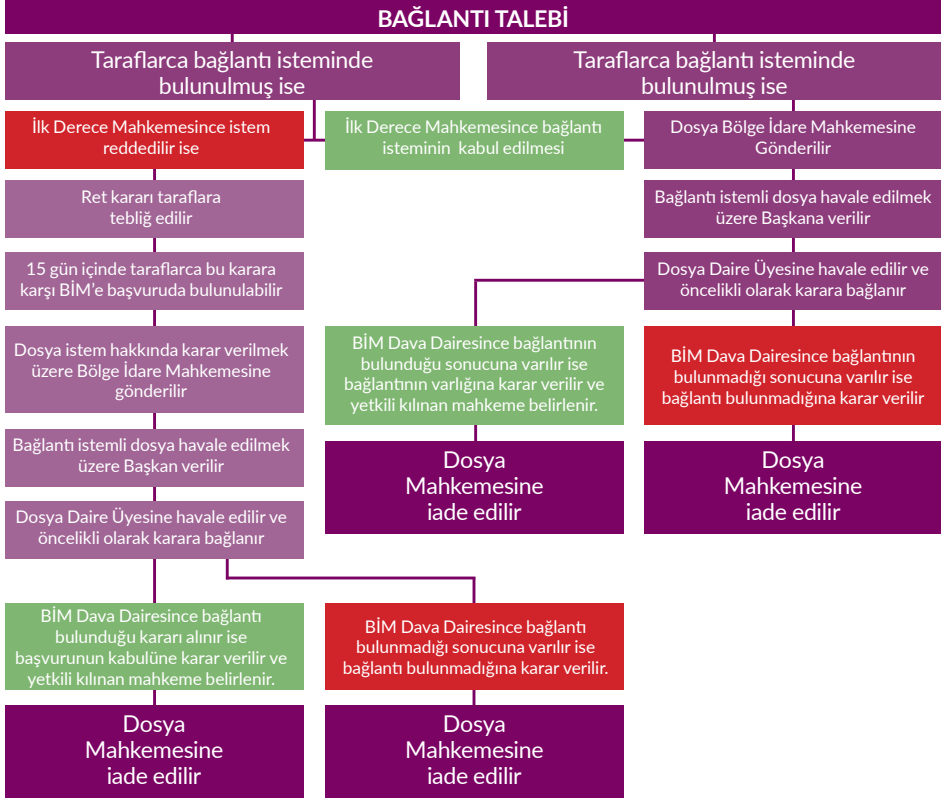 BAĞLANTI TALEBİ
Taraflarca bağlantı isteminde
bulunulmuş ise
Taraflarca bağlantı isteminde
bulunulmuş ise
İlk Derece Mahkemesince istem
reddedilir ise
İlk Derece Mahkemesince bağlantı
isteminin kabul edilmesi
Dosya Bölge İdare Mahkemesine
Gönderilir
Ret kararı taraflara
tebliğ edilir
Bağlantı istemli dosya havale edilmek
üzere Başkana verilir
15 gün içinde taraflarca bu karara
karşı BİM'e başvuruda bulunulabilir
Dosya Daire Üyesine havale edilir ve
öncelikli olarak karara bağlanır
Dosya istem hakkında karar verilmek
üzere Bölge İdare Mahkemesine
gönderilir
BİM Dava Dairesince bağlantının
bulunduğu sonucuna varılır ise
bağlantının varlığına karar verilir ve
yetkili kılınan mahkeme belirlenir.
BİM Dava Dairesince bağlantının
bulunmadığı sonucuna varılır ise
bağlantı bulunmadığına karar verilir
Bağlantı istemli dosya havale edilmek
üzere Başkan verilir
Dosya
Mahkemesine
iade edilir
Dosya
Mahkemesine
iade edilir
Dosya Daire Üyesine havale edilir ve
öncelikli olarak karara bağlanır
BİM Dava Dairesince bağlantı
bulunduğu kararı alınır ise
başvurunun kabulüne karar verilir ve
yetkili kılınan mahkeme belirlenir.
BİM Dava Dairesince bağlantı
bulunmadığı sonucuna varılır ise
bağlantı bulunmadığına karar verilir.
Dosya
Mahkemesine
iade edilir
Dosya
Mahkemesine
iade edilir